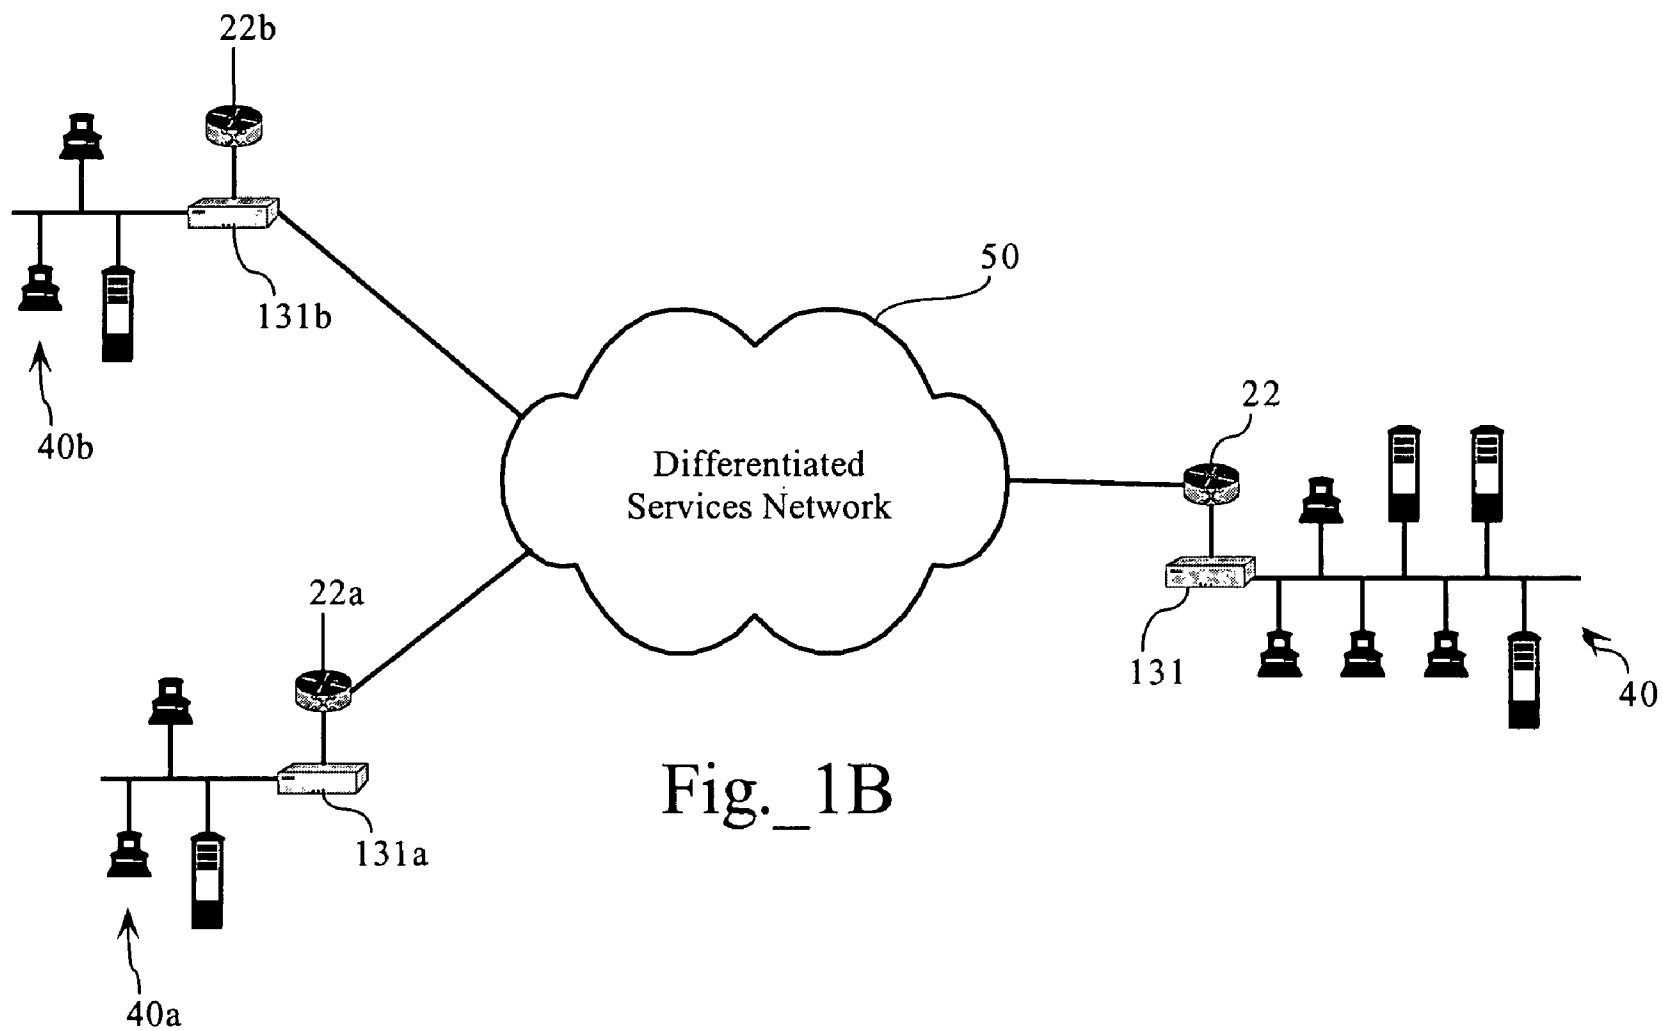 22b
131b
50
40b
22
Differentiated
Services Network
22a
131
40
Fig._1B
131a
40a